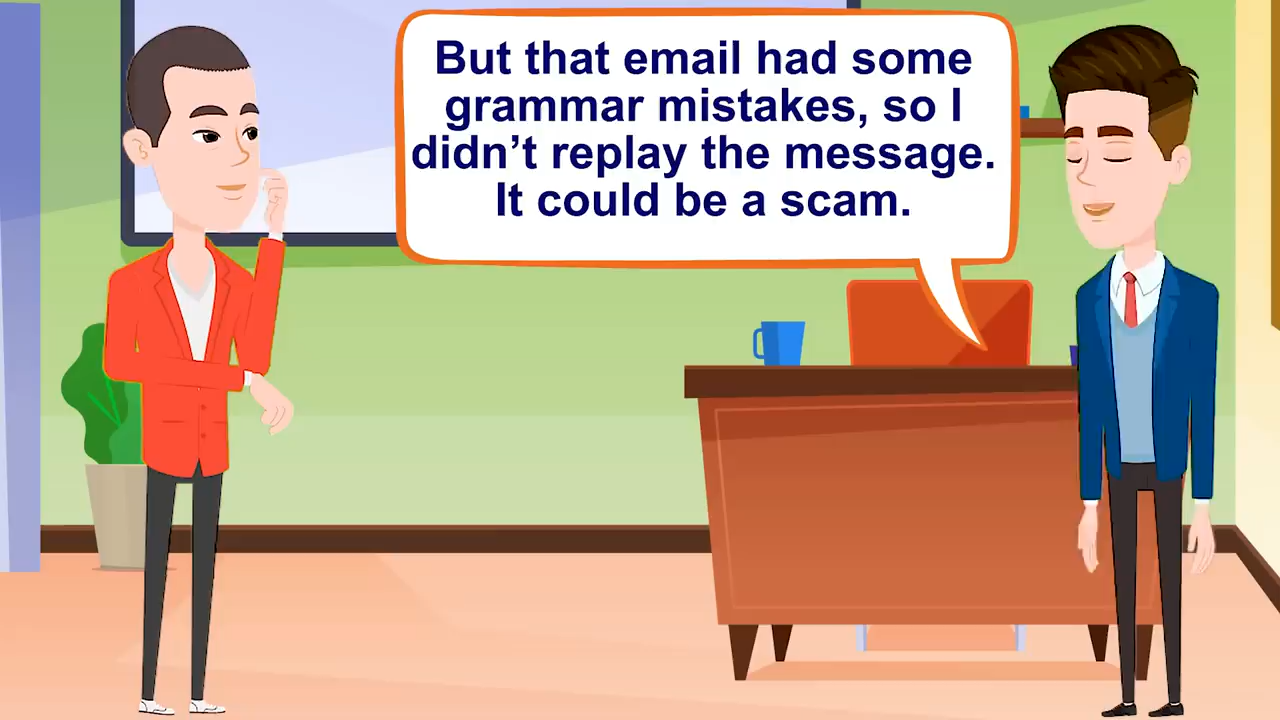 But that email had some
grammar mistakes, so I
didn’t replay the message.
It could be a scam.